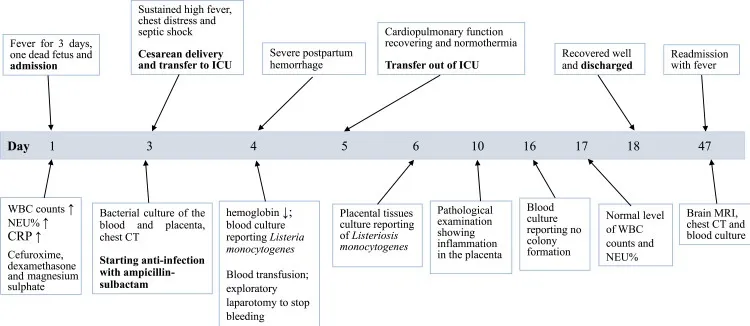 Fever for 3 days,
one dead fetus and
admission
Sustained high fever,
chest distress and
septic shock
Cesarean delivery
and transfer to ICU
Severe postpartum
hemorrhage
Cardiopulmonary function
recovering and normothermia
Transfer out of ICU
Recovered well
and discharged
Readmission
with fever
Day 1 3 4 5 6 10 16 17 18 47
WBC counts ↑
NEU% ↑
CRP ↑
Cefuroxime,
dexamethasone
and magnesium
sulphate
Bacterial culture of the
blood and placenta,
chest CT
Starting anti-infection
with ampicillin-
sulbactam
hemoglobin ↓;
blood culture
reporting Listeria
monocytogenes
Blood transfusion;
exploratory
laparotomy to stop
bleeding
Placental tissues
culture reporting
of Listeriosis
monocytogenes
Pathological
examination
showing
inflammation
in the placenta
Blood
culture
reporting no
colony
formation
Normal level
of WBC
counts and
NEU%
Brain MRI,
chest CT and
blood culture